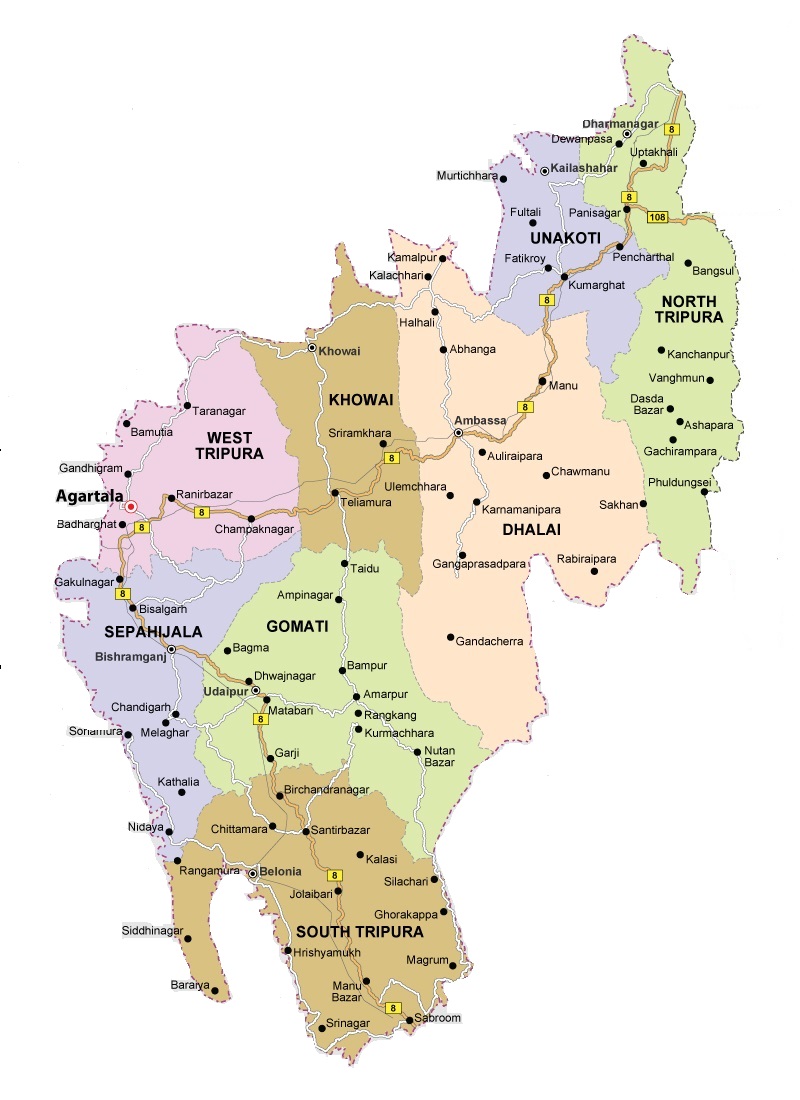 Dharmanagar
8
Dewanpasa
Uptakhali
Kailashahar
Murtichhara
8
Fultali
Panisagar
108
UNAKOTI
Pencharthal
Kamalpur
Fatikroy
Bangsul
Kalachhari
Kumarghat
8
NORTH
TRIPURA
Halhali
Khowai
Abhanga
Kanchanpur
Vanghmun
Manu
KHOWAI
Dasda
Bazar
Taranagar
8
Ashapara
Ambassa
Bamutia
WEST
TRIPURA
Sriramkhara
Gachirampara
8
Auliraipara
Gandhigram
Chawmanu
Phuldungsei
Ulemchhara
Agartala
Ranirbazar
Teliamura
Karnamanipara
Sakhan
8
Badharghat
8
Champaknagar
DHALAI
Gangaprasadpara
Rabiraipara
Taidu
Gakulnagar
8
Ampinagar
Bisalgarh
GOMATI
SEPAHIJALA
Gandacherra
Bagma
Bishramganj
Bampur
Dhwajnagar
Udaipur
Amarpur
Chandigarh
Matabari
Rangkang
8
Melaghar
Sonamura
Kurmachhara
Garji
Nutan
Bazar
Kathalia
Birchandranagar
Nidaya
Chittamara
Santirbazar
Kalasi
Rangamura
Belonia
8
Silachari
Jolaibari
Ghorakappa
Siddhinagar
SOUTH TRIPURA
Hrishyamukh
Magrum
Baraiya
Manu
Bazar
8
Sabroom
Srinagar